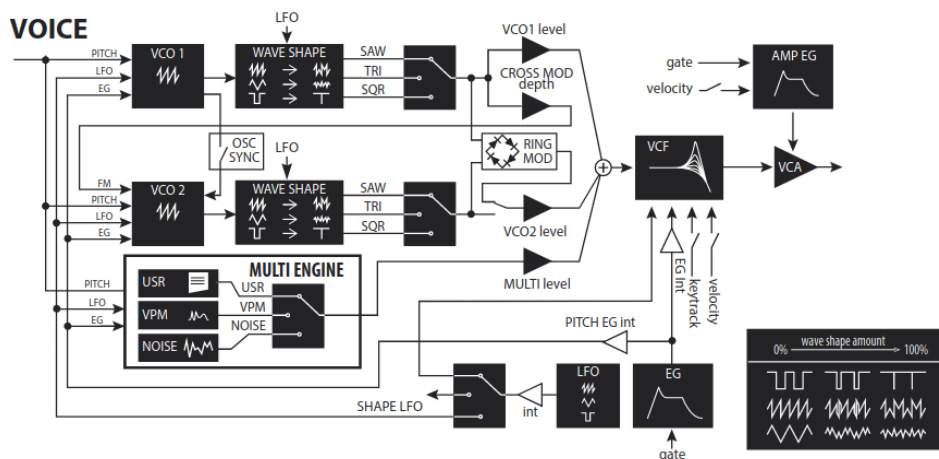 VOICE
LFO
VCO 1
WAVE SHAPE
PITCH
LFO
EG
SAW
TRI
SQR
VCO1 level
CROSS MOD
depth
OSC
SYNC
LFO
RING
MOD
FM
PITCH
LFO
EG
VCO 2
WAVE SHAPE
SAW
TRI
SQR
VCO2 level
MULTI ENGINE
PITCH
LFO
EG
USR
VPM
NOISE
USR
VPM
NOISE
MULTI level
VCF
gate
velocity
AMP EG
VCA
EG Int
keytrack
velocity
PITCH EG int
SHAPE LFO
int
LFO
EG
gate
wave shape amount
0% 100%